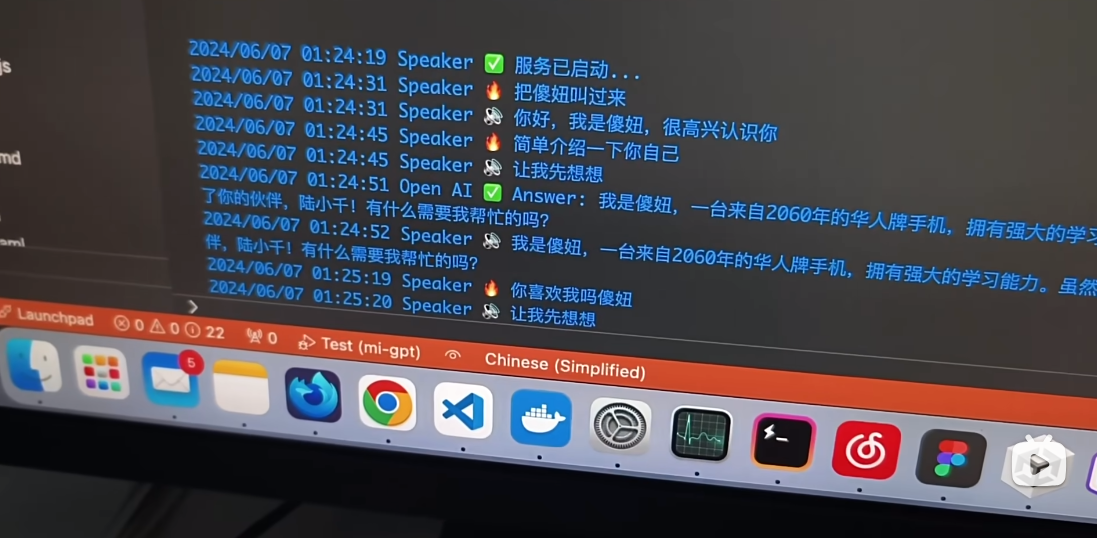 js
2024/06/07 01:24:19 Speaker ✅ 服务已启动...
2024/06/07 01:24:31 Speaker 🔥 把傻妞叫过来
2024/06/07 01:24:31 Speaker 🔊 你好，我是傻妞，很高兴认识你
2024/06/07 01:24:45 Speaker 🔥 简单介绍一下你自己
2024/06/07 01:24:45 Speaker 🔊 让我先想想
md
2024/06/07 01:24:51 Open AI ✅ Answer: 我是傻妞，一台来自2060年的华人牌手机，拥有强大的学习
了你的伙伴，陆小千！有什么需要我帮忙的吗？
2024/06/07 01:24:52 Speaker 🔊 我是傻妞，一台来自2060年的华人牌手机，拥有强大的学习能力。虽然
伴，陆小千！有什么需要我帮忙的吗？
2024/06/07 01:25:19 Speaker 🔥 你喜欢我吗傻妞
2024/06/07 01:25:20 Speaker 🔊 让我先想想
Launchpad 0 0 22 0 Test (mi-gpt) Chinese (Simplified)
5